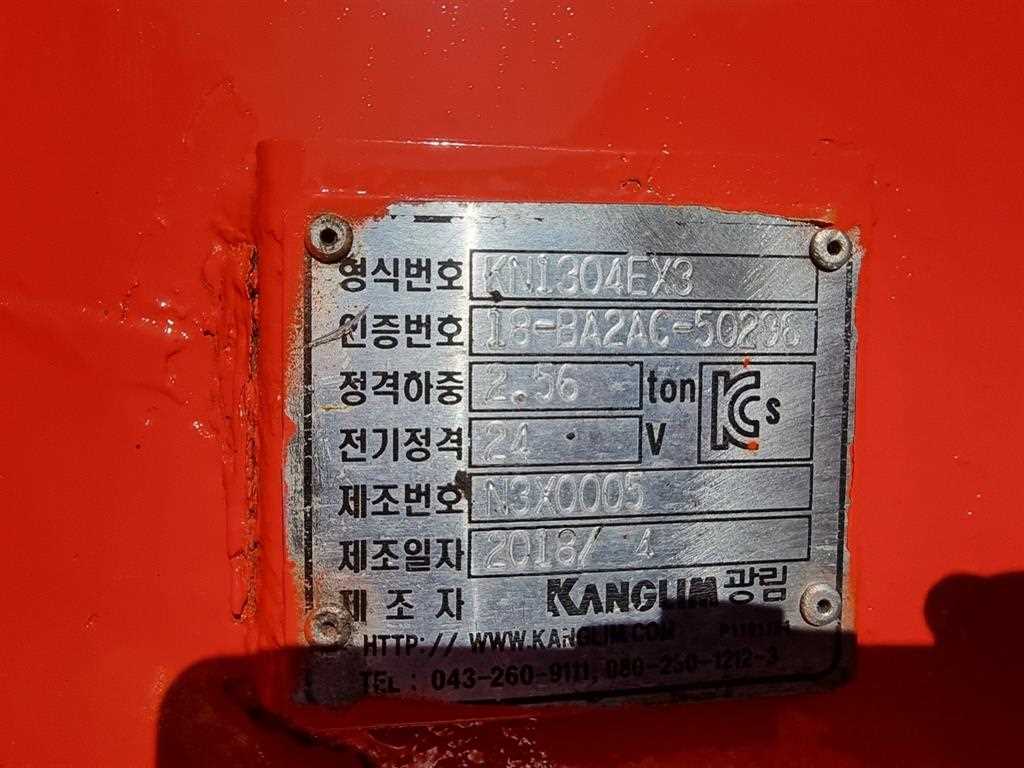 형식번호 KN1304EX3
인증번호 18-BA2AC-50296
정격하중 2.56 ton
전기정격 24 V
KCs
제조번호 N3X0005
제조일자 2018/ 4
제 조 자 KANGLIM 광림
HTTP:// WWW.KANGLIM.COM
TEL : 043-260-9111, 080-250-1212-3